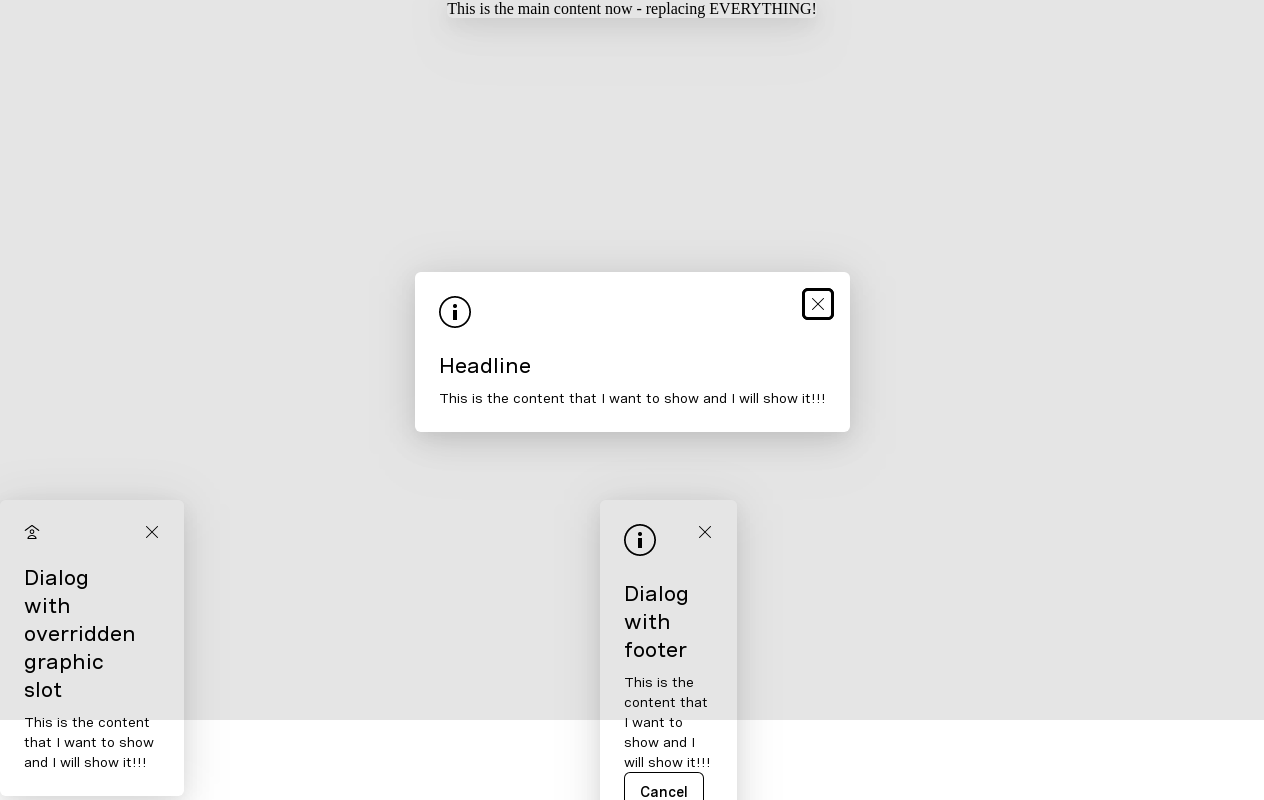 This is the main content now - replacing EVERYTHING!
Headline
This is the content that I want to show and I will show it!!!
Dialog
with
overridden
graphic
slot
This is the content
that I want to show
and I will show it!!!
Dialog
with
footer
This is the
content that
I want to
show and I
will show it!!!
Cancel